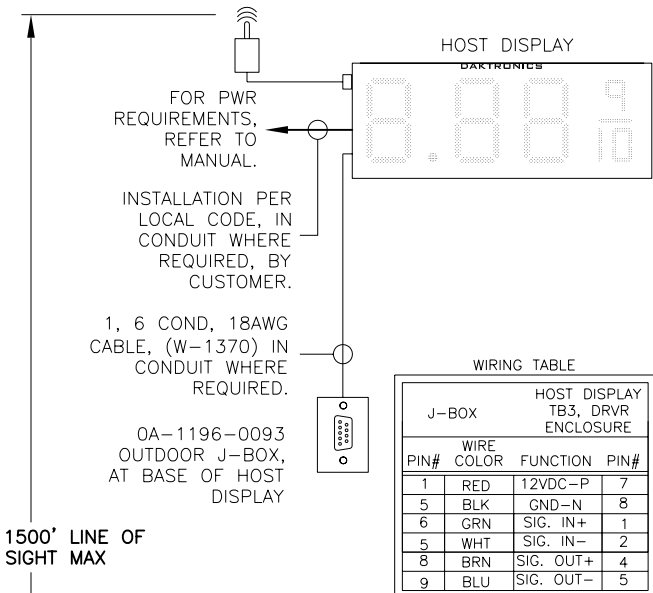 HOST DISPLAY
DAKTRONICS
8.88 9/10
FOR PWR
REQUIREMENTS,
REFER TO
MANUAL.
INSTALLATION PER
LOCAL CODE, IN
CONDUIT WHERE
REQUIRED, BY
CUSTOMER.
1, 6 COND, 18AWG
CABLE, (W-1370) IN
CONDUIT WHERE
REQUIRED.
0A-1196-0093
OUTDOOR J-BOX,
AT BASE OF HOST
DISPLAY
1500' LINE OF
SIGHT MAX
WIRING TABLE
J-BOX HOST DISPLAY
TB3, DRVR
ENCLOSURE
PIN# WIRE COLOR FUNCTION PIN#
1 RED 12VDC-P 7
5 BLK GND-N 8
6 GRN SIG. IN+ 1
5 WHT SIG. IN- 2
8 BRN SIG. OUT+ 4
9 BLU SIG. OUT- 5